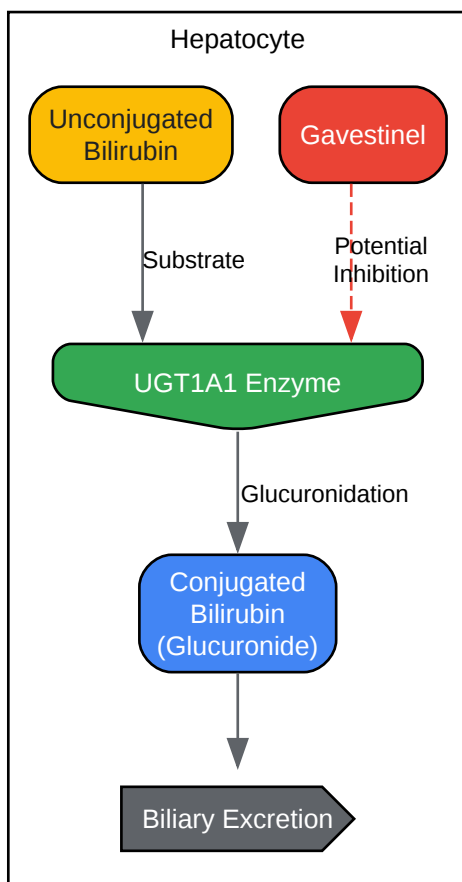 Hepatocyte
Unconjugated
Bilirubin
Gavestinel
Substrate
Potential
Inhibition
UGT1A1 Enzyme
Glucuronidation
Conjugated
Bilirubin
(Glucuronide)
Biliary Excretion